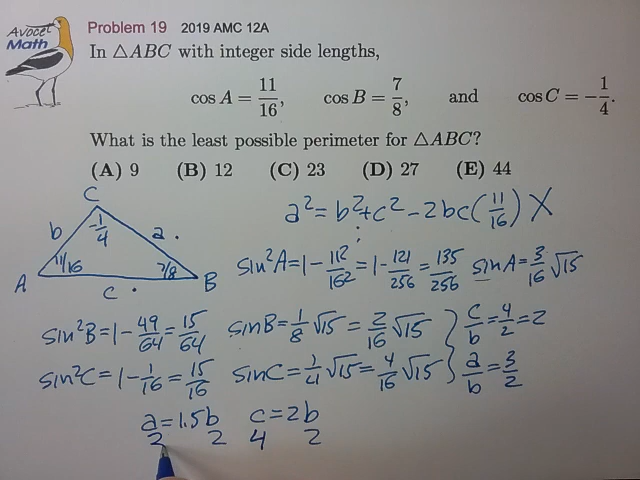 Avocet Math
Problem 19 2019 AMC 12A
In △ABC with integer side lengths,
cos A = 11/16, cos B = 7/8, and cos C = −1/4.
What is the least possible perimeter for △ABC?
(A) 9 (B) 12 (C) 23 (D) 27 (E) 44
C
b -1/4 a .
A 11/16 7/8 B
c .
a² = b² + c² - 2bc(11/16) X
sin²A = 1 - 11²/16² = 1 - 121/256 = 135/256 sinA = 3/16 √15
sin²B = 1 - 49/64 = 15/64 sinB = 1/8 √15 = 2/16 √15 } c/b = 4/2 = 2
sin²C = 1 - 1/16 = 15/16 sinC = 1/4 √15 = 4/16 √15 } a/b = 3/2
a = 1.5b c = 2b
2 2 4 2